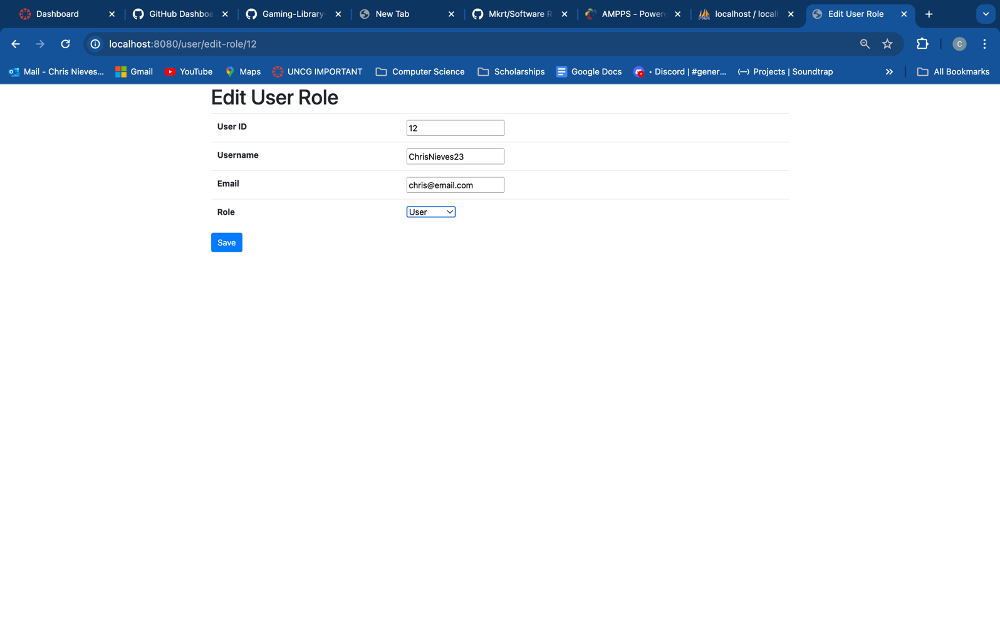 Dashboard GitHub Dashboa Gaming-Library- New Tab Mkrt/Software R AMPPS - Powere localhost / localh Edit User Role
localhost:8080/user/edit-role/12 C
Mail - Chris Nieves... Gmail YouTube Maps UNCG IMPORTANT Computer Science Scholarships Google Docs • Discord | #gener... Projects | Soundtrap » All Bookmarks
Edit User Role
User ID 12
Username ChrisNieves23
Email chris@email.com
Role User
Save